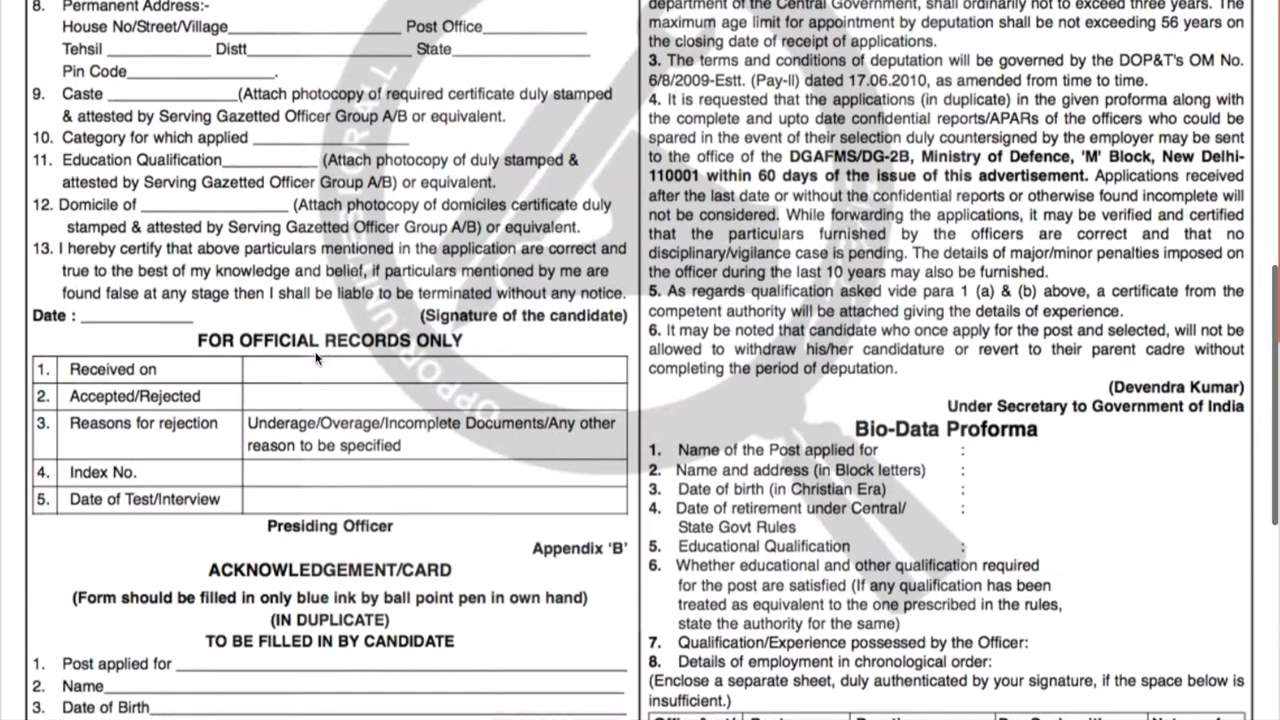 8. Permanent Address:-
House No/Street/Village____________________ Post Office____________
Tehsil ____________ Distt____________________ State____________________
Pin Code_________________.
9. Caste _______________(Attach photocopy of required certificate duly stamped
& attested by Serving Gazetted Officer Group A/B or equivalent.
10. Category for which applied __________________
11. Education Qualification___________ (Attach photocopy of duly stamped &
attested by Serving Gazetted Officer Group A/B) or equivalent.
12. Domicile of _________________ (Attach photocopy of domiciles certificate duly
stamped & attested by Serving Gazetted Officer Group A/B) or equivalent.
13. I hereby certify that above particulars mentioned in the application are correct and
true to the best of my knowledge and belief, if particulars mentioned by me are
found false at any stage then I shall be liable to be terminated without any notice.
Date : _____________ (Signature of the candidate)
FOR OFFICIAL RECORDS ONLY
1. Received on
2. Accepted/Rejected
3. Reasons for rejection Underage/Overage/Incomplete Documents/Any other
reason to be specified
4. Index No.
5. Date of Test/Interview
Presiding Officer
Appendix ‘B’
ACKNOWLEDGEMENT/CARD
(Form should be filled in only blue ink by ball point pen in own hand)
(IN DUPLICATE)
TO BE FILLED IN BY CANDIDATE
1. Post applied for ____________________
2. Name____________________
3. Date of Birth____________________
department of the Central Government, shall ordinarily not to exceed three years. The
maximum age limit for appointment by deputation shall be not exceeding 56 years on
the closing date of receipt of applications.
3. The terms and conditions of deputation will be governed by the DOP&T's OM No.
6/8/2009-Estt. (Pay-II) dated 17.06.2010, as amended from time to time.
4. It is requested that the applications (in duplicate) in the given proforma along with
the complete and upto date confidential reports/APARs of the officers who could be
spared in the event of their selection duly countersigned by the employer may be sent
to the office of the DGAFMS/DG-2B, Ministry of Defence, 'M' Block, New Delhi-
110001 within 60 days of the issue of this advertisement. Applications received
after the last date or without the confidential reports or otherwise found incomplete will
not be considered. While forwarding the applications, it may be verified and certified
that the particulars furnished by the officers are correct and that no
disciplinary/vigilance case is pending. The details of major/minor penalties imposed on
the officer during the last 10 years may also be furnished.
5. As regards qualification asked vide para 1 (a) & (b) above, a certificate from the
competent authority will be attached giving the details of experience.
6. It may be noted that candidate who once apply for the post and selected, will not be
allowed to withdraw his/her candidature or revert to their parent cadre without
completing the period of deputation.
(Devendra Kumar)
Under Secretary to Government of India
Bio-Data Proforma
1. Name of the Post applied for :
2. Name and address (in Block letters) :
3. Date of birth (in Christian Era) :
4. Date of retirement under Central/ :
State Govt Rules
5. Educational Qualification :
6. Whether educational and other qualification required
for the post are satisfied (If any qualification has been
treated as equivalent to the one prescribed in the rules,
state the authority for the same)
7. Qualification/Experience possessed by the Officer:
8. Details of employment in chronological order:
(Enclose a separate sheet, duly authenticated by your signature, if the space below is
insufficient.)